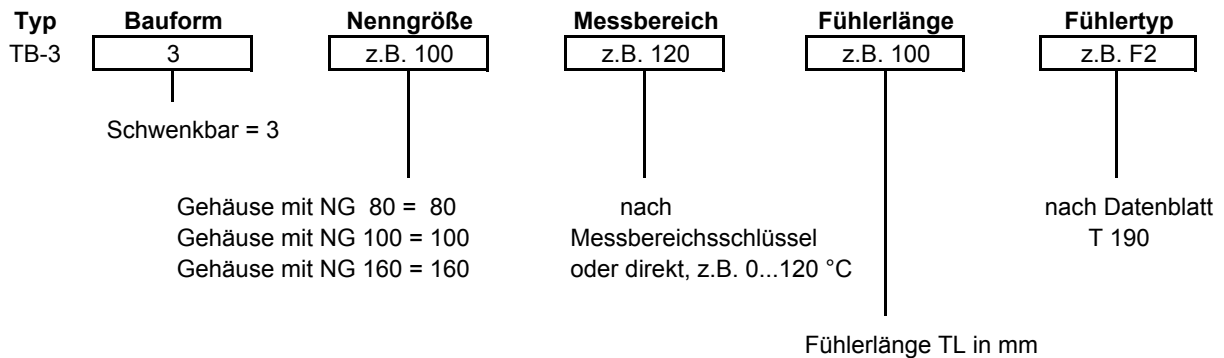 Typ Bauform Nenngröße Messbereich Fühlerlänge Fühlertyp
TB-3 3 z.B. 100 z.B. 120 z.B. 100 z.B. F2
Schwenkbar = 3
Gehäuse mit NG 80 = 80 nach nach Datenblatt
Gehäuse mit NG 100 = 100 Messbereichsschlüssel T 190
Gehäuse mit NG 160 = 160 oder direkt, z.B. 0...120 °C
Fühlerlänge TL in mm